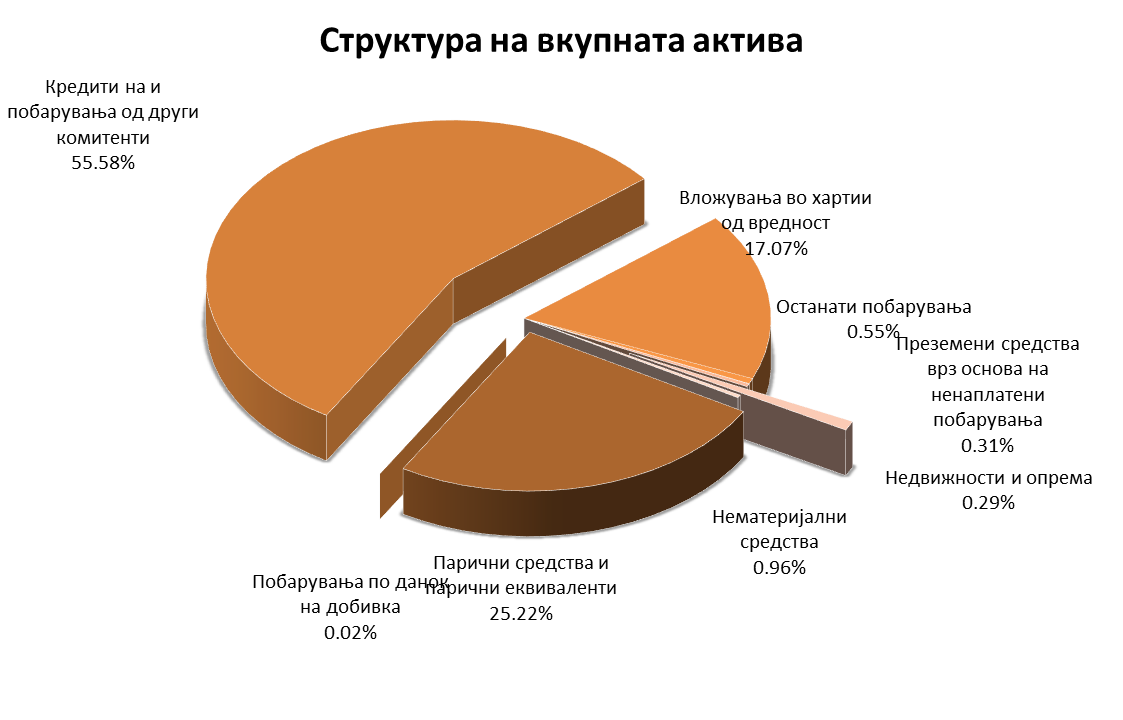 Структура на вкупната актива
Кредити на и
побарувања од други
комитенти
55.58%
Вложувања во хартии
од вредност
17.07%
Останати побарувања
0.55%
Преземени средства
врз основа на
ненаплатени
побарувања
0.31%
Недвижности и опрема
0.29%
Нематеријални
средства
0.96%
Парични средства и
парични еквиваленти
25.22%
Побарувања по данок
на добивка
0.02%